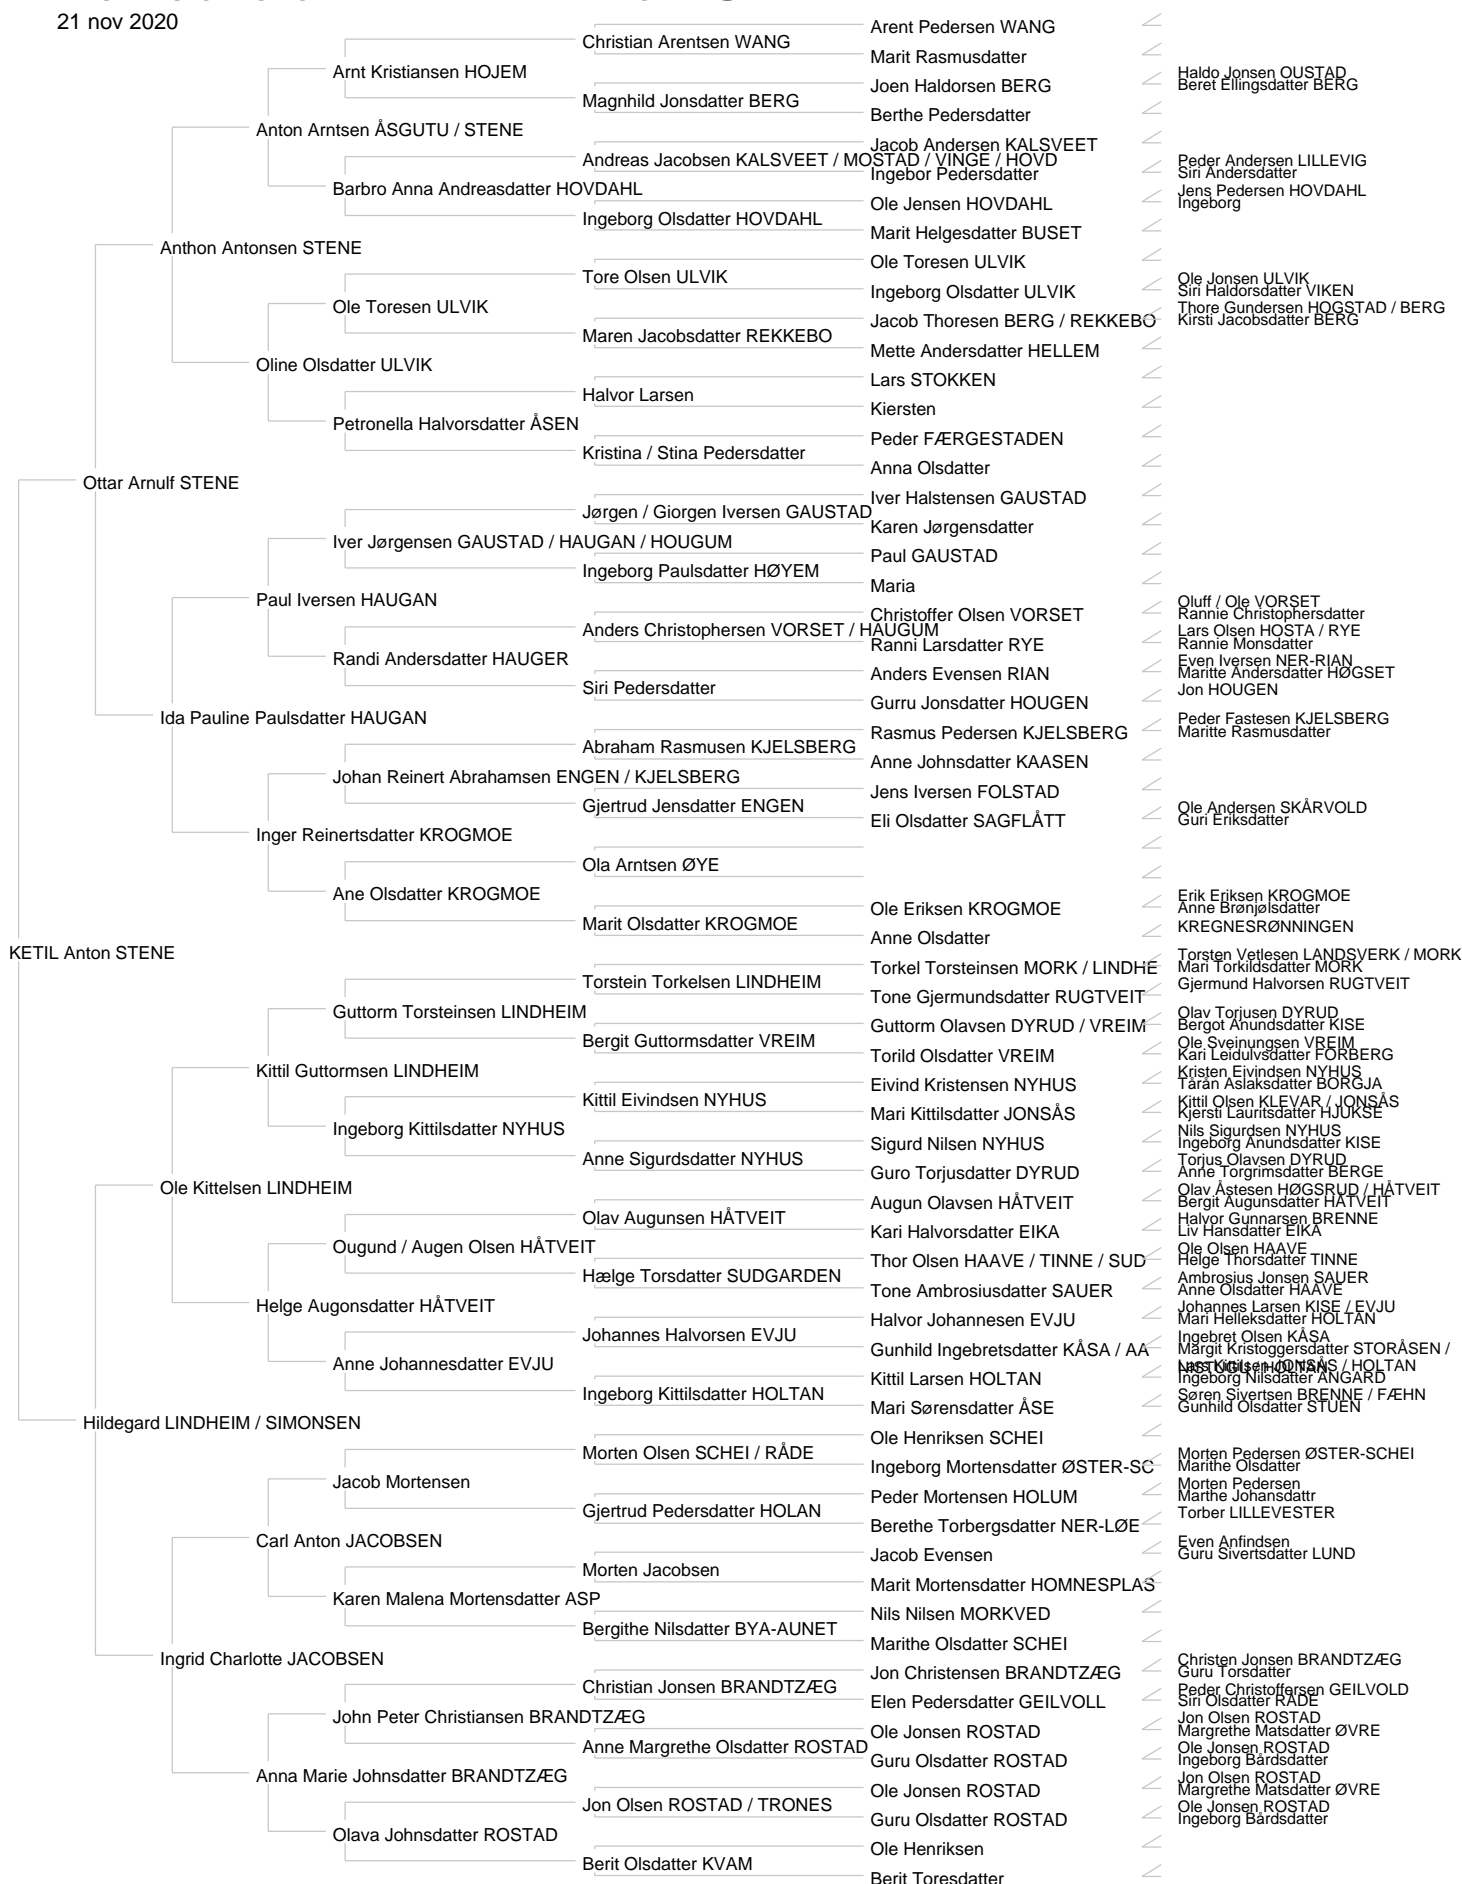 21 nov 2020
Arent Pedersen WANG
Christian Arentsen WANG
Marit Rasmusdatter
Arnt Kristiansen HOJEM
Haldo Jonsen OUSTAD
Joen Haldorsen BERG
Beret Ellingsdatter BERG
Magnhild Jonsdatter BERG
Berthe Pedersdatter
Anton Arntsen ÅSGUTU / STENE
Jacob Andersen KALSVEET
Andreas Jacobsen KALSVEET / MOSTAD / VINGE / HOVD
Peder Andersen LILLEVIG
Ingebor Pedersdatter
Siri Andersdatter
Barbro Anna Andreasdatter HOVDAHL
Jens Pedersen HOVDAHL
Ole Jensen HOVDAHL
Ingeborg
Ingeborg Olsdatter HOVDAHL
Marit Helgesdatter BUSET
Anthon Antonsen STENE
Ole Toresen ULVIK
Tore Olsen ULVIK
Ole Jonsen ULVIK
Ingeborg Olsdatter ULVIK
Siri Haldorsdatter VIKEN
Ole Toresen ULVIK
Thore Gundersen HOGSTAD / BERG
Jacob Thoresen BERG / REKKEBO
Kirsti Jacobsdatter BERG
Maren Jacobsdatter REKKEBO
Mette Andersdatter HELLEM
Oline Olsdatter ULVIK
Lars STOKKEN
Halvor Larsen
Kiersten
Petronella Halvorsdatter ÅSEN
Peder FÆRGESTADEN
Kristina / Stina Pedersdatter
Anna Olsdatter
Ottar Arnulf STENE
Iver Halstensen GAUSTAD
Jørgen / Giorgen Iversen GAUSTAD
Karen Jørgensdatter
Iver Jørgensen GAUSTAD / HAUGAN / HOUGUM
Paul GAUSTAD
Ingeborg Paulsdatter HØYEM
Maria
Paul Iversen HAUGAN
Oluff / Ole VORSET
Christoffer Olsen VORSET
Rannie Christophersdatter
Anders Christophersen VORSET / HAUGUM
Lars Olsen HOSTA / RYE
Ranni Larsdatter RYE
Rannie Monsdatter
Randi Andersdatter HAUGER
Even Iversen NER-RIAN
Anders Evensen RIAN
Maritte Andersdatter HØGSET
Siri Pedersdatter
Jon HOUGEN
Gurru Jonsdatter HOUGEN
Ida Pauline Paulsdatter HAUGAN
Peder Fastesen KJELSBERG
Rasmus Pedersen KJELSBERG
Maritte Rasmusdatter
Abraham Rasmusen KJELSBERG
Anne Johnsdatter KAASEN
Johan Reinert Abrahamsen ENGEN / KJELSBERG
Jens Iversen FOLSTAD
Gjertrud Jensdatter ENGEN
Ole Andersen SKÅRVOLD
Eli Olsdatter SAGFLÅTT
Guri Eriksdatter
Inger Reinertsdatter KROGMOE
Ola Arntsen ØYE
Ane Olsdatter KROGMOE
Erik Eriksen KROGMOE
Ole Eriksen KROGMOE
Anne Brønjølsdatter
Marit Olsdatter KROGMOE
KREGNESRØNNINGEN
Anne Olsdatter
KETIL Anton STENE
Torsten Vetlesen LANDSVERK / MORK
Torkel Torsteinsen MORK / LINDHE
Mari Torkildsdatter MORK
Torstein Torkelsen LINDHEIM
Gjermund Halvorsen RUGTVEIT
Tone Gjermundsdatter RUGTVEIT
Guttorm Torsteinsen LINDHEIM
Olav Torjusen DYRUD
Guttorm Olavsen DYRUD / VREIM
Bergot Anundsdatter KISE
Bergit Guttormsdatter VREIM
Ole Sveinungsen VREIM
Torild Olsdatter VREIM
Kari Leidulvsdatter FORBERG
Kittil Guttormsen LINDHEIM
Kristen Eivindsen NYHUS
Eivind Kristensen NYHUS
Tårån Aslaksdatter BORGJA
Kittil Eivindsen NYHUS
Kittil Olsen KLEVAR / JONSÅS
Mari Kittilsdatter JONSÅS
Kjersti Lauritsdatter HJUKSE
Ingeborg Kittilsdatter NYHUS
Nils Sigurdsen NYHUS
Sigurd Nilsen NYHUS
Ingeborg Anundsdatter KISE
Anne Sigurdsdatter NYHUS
Torjus Olavsen DYRUD
Guro Torjusdatter DYRUD
Anne Torgrimsdatter BERGE
Ole Kittelsen LINDHEIM
Olav Åstesen HØGSRUD / HÅTVEIT
Augun Olavsen HÅTVEIT
Bergit Augunsdatter HÅTVEIT
Olav Augunsen HÅTVEIT
Halvor Gunnarsen BRENNE
Kari Halvorsdatter EIKA
Liv Hansdatter EIKA
Ougund / Augen Olsen HÅTVEIT
Ole Olsen HAAVE
Thor Olsen HAAVE / TINNE / SUD
Helge Thorsdatter TINNE
Hælge Torsdatter SUDGARDEN
Ambrosius Jonsen SAUER
Tone Ambrosiusdatter SAUER
Anne Olsdatter HAAVE
Helge Augonsdatter HÅTVEIT
Johannes Larsen KISE / EVJU
Halvor Johannesen EVJU
Mari Helleksdatter HOLTAN
Johannes Halvorsen EVJU
Ingebret Olsen KÅSA
Gunhild Ingebretsdatter KÅSA / AA
Margit Kristoggersdatter STORÅSEN /
Anne Johannesdatter EVJU
NISTUGU / HOLTAN
Lars Kittilsen JONSÅS / HOLTAN
Kittil Larsen HOLTAN
Ingeborg Nilsdatter ANGARD
Ingeborg Kittilsdatter HOLTAN
Søren Sivertsen BRENNE / FÆHN
Mari Sørensdatter ÅSE
Gunhild Olsdatter STUEN
Hildegard LINDHEIM / SIMONSEN
Ole Henriksen SCHEI
Morten Olsen SCHEI / RÅDE
Morten Pedersen ØSTER-SCHEI
Ingeborg Mortensdatter ØSTER-SC
Marithe Olsdatter
Jacob Mortensen
Morten Pedersen
Peder Mortensen HOLUM
Marthe Johansdattr
Gjertrud Pedersdatter HOLAN
Torber LILLEVESTER
Berethe Torbergsdatter NER-LØE
Carl Anton JACOBSEN
Even Anfindsen
Jacob Evensen
Guru Sivertsdatter LUND
Morten Jacobsen
Marit Mortensdatter HOMNESPLAS
Karen Malena Mortensdatter ASP
Nils Nilsen MORKVED
Bergithe Nilsdatter BYA-AUNET
Marithe Olsdatter SCHEI
Ingrid Charlotte JACOBSEN
Christen Jonsen BRANDTZÆG
Jon Christensen BRANDTZÆG
Guru Torsdatter
Christian Jonsen BRANDTZÆG
Peder Christoffersen GEILVOLD
Elen Pedersdatter GEILVOLL
Siri Olsdatter RÅDE
John Peter Christiansen BRANDTZÆG
Jon Olsen ROSTAD
Ole Jonsen ROSTAD
Margrethe Matsdatter ØVRE
Anne Margrethe Olsdatter ROSTAD
Ole Jonsen ROSTAD
Guru Olsdatter ROSTAD
Ingeborg Bårdsdatter
Anna Marie Johnsdatter BRANDTZÆG
Jon Olsen ROSTAD
Ole Jonsen ROSTAD
Margrethe Matsdatter ØVRE
Jon Olsen ROSTAD / TRONES
Ole Jonsen ROSTAD
Guru Olsdatter ROSTAD
Ingeborg Bårdsdatter
Olava Johnsdatter ROSTAD
Ole Henriksen
Berit Olsdatter KVAM
Berit Toresdatter